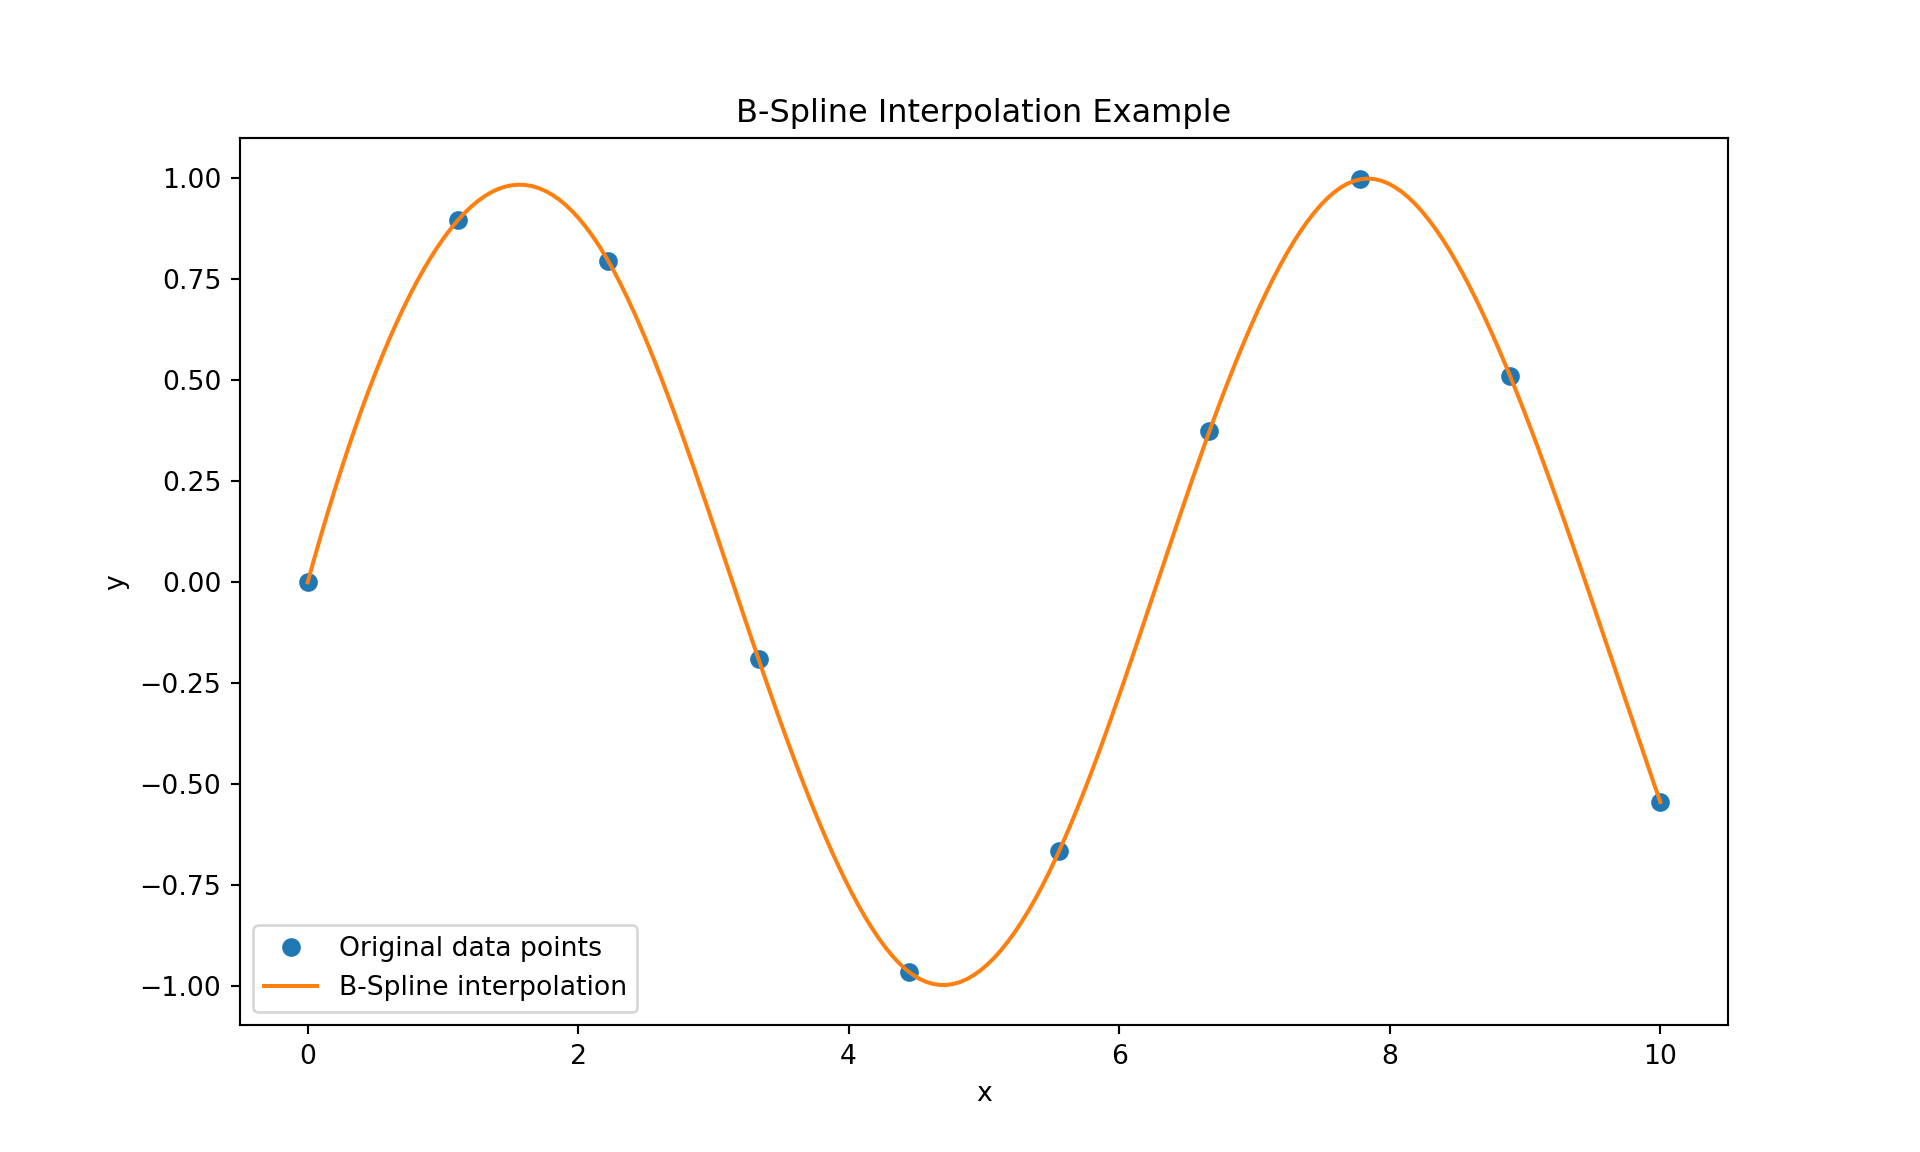 B-Spline Interpolation Example
1.00
0.75
0.50
0.25
0.00
−0.25
−0.50
−0.75
−1.00
y
Original data points
B-Spline interpolation
0 2 4 6 8 10
x